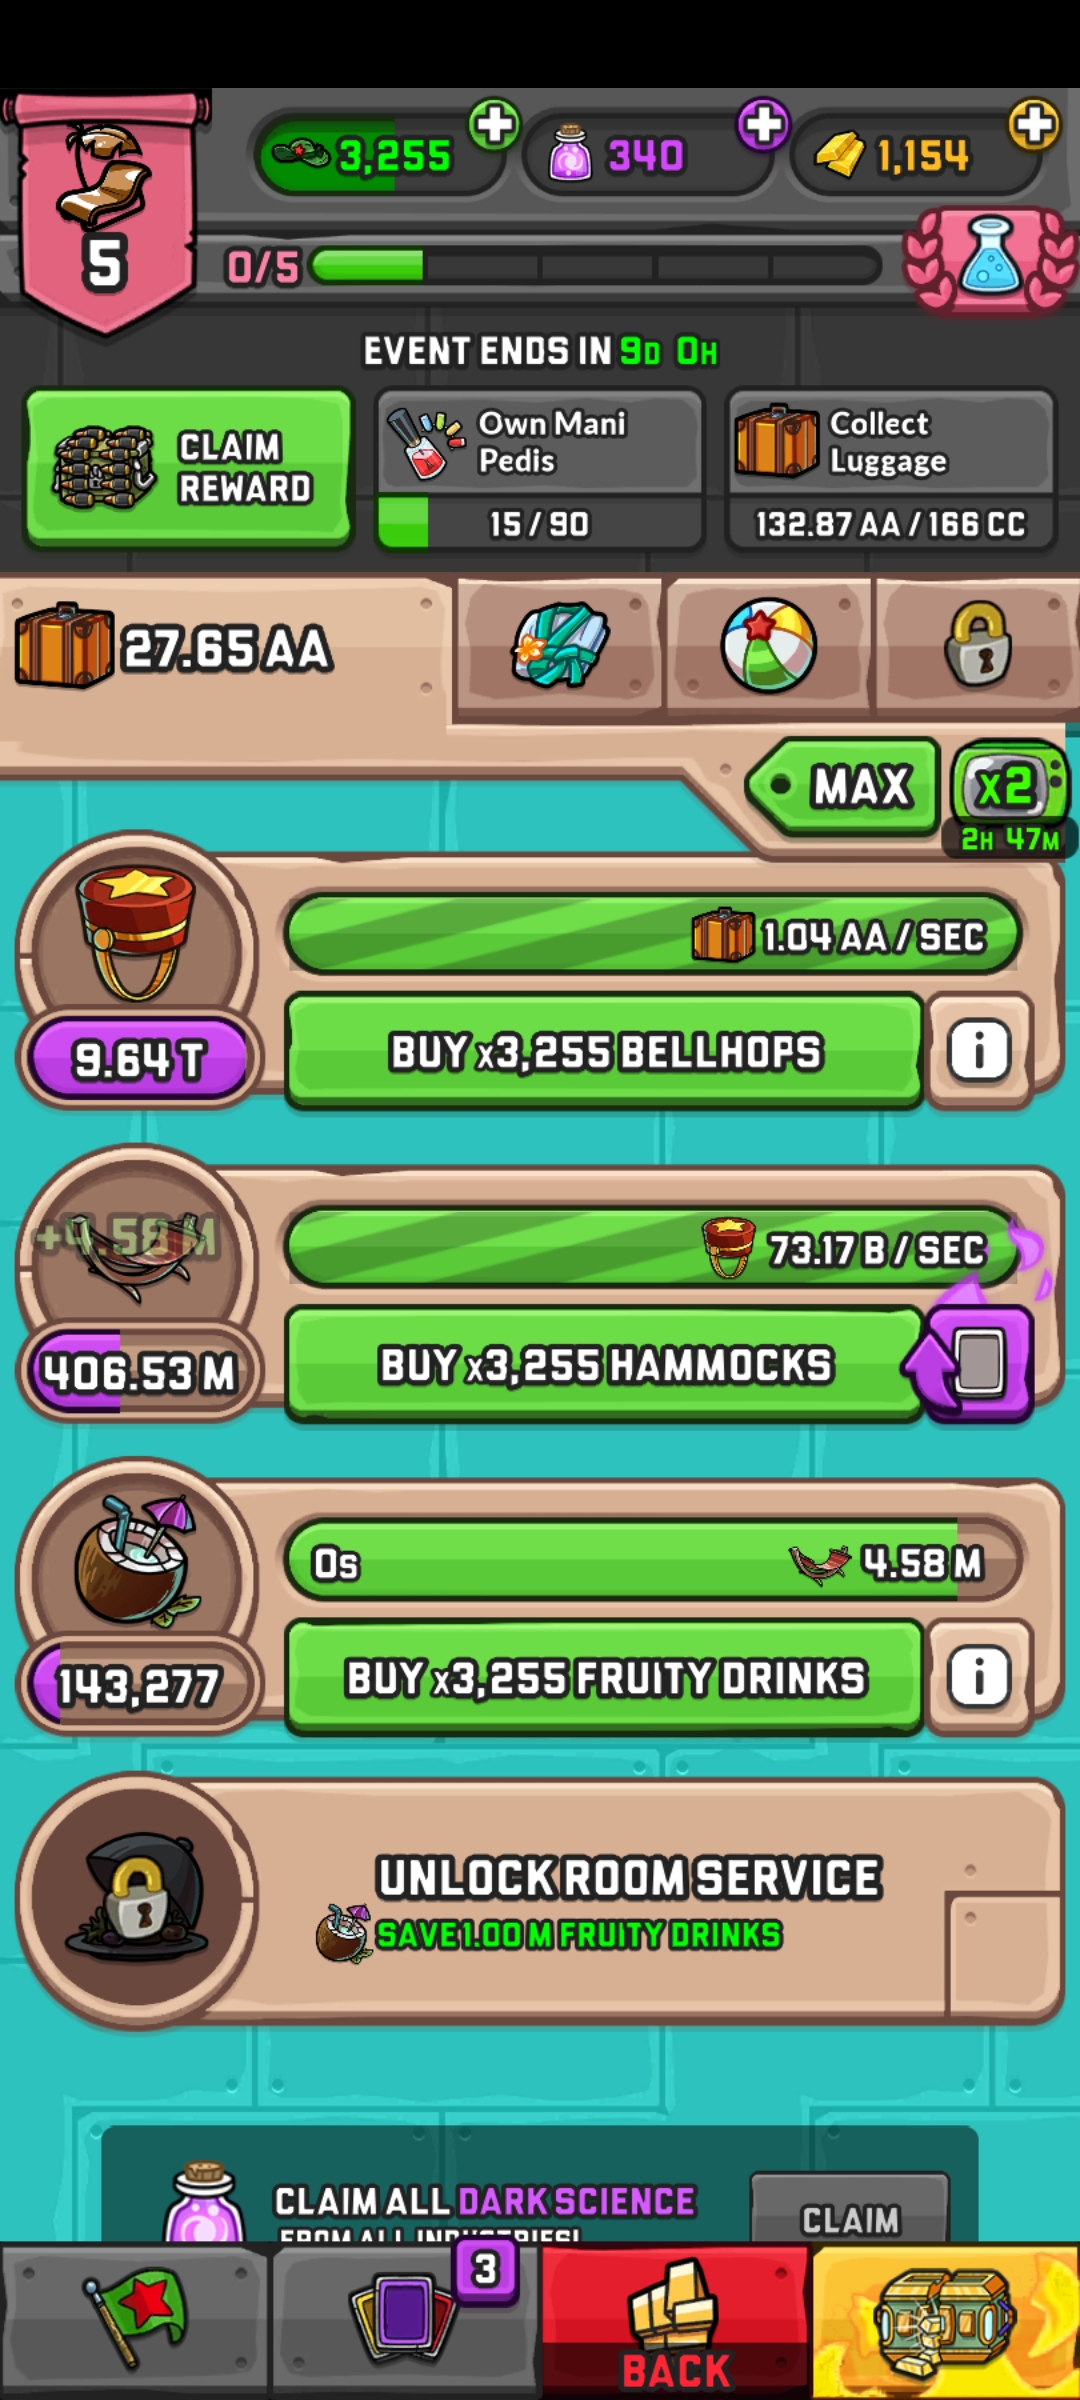 3,255
340
1,154
5
0/5
EVENT ENDS IN 9D 0H
CLAIM
REWARD
Own Mani
Pedis
15 / 90
Collect
Luggage
132.87 AA / 166 CC
27.65 AA
MAX
x2
2H 47M
1.04 AA / SEC
9.64 T
BUY x3,255 BELLHOPS
i
+4.58 M
73.17 B / SEC
406.53 M
BUY x3,255 HAMMOCKS
0s
4.58 M
143,277
BUY x3,255 FRUITY DRINKS
i
UNLOCK ROOM SERVICE
SAVE 1.00 M FRUITY DRINKS
CLAIM ALL DARK SCIENCE
FROM ALL INDUSTRIES!
CLAIM
3
BACK